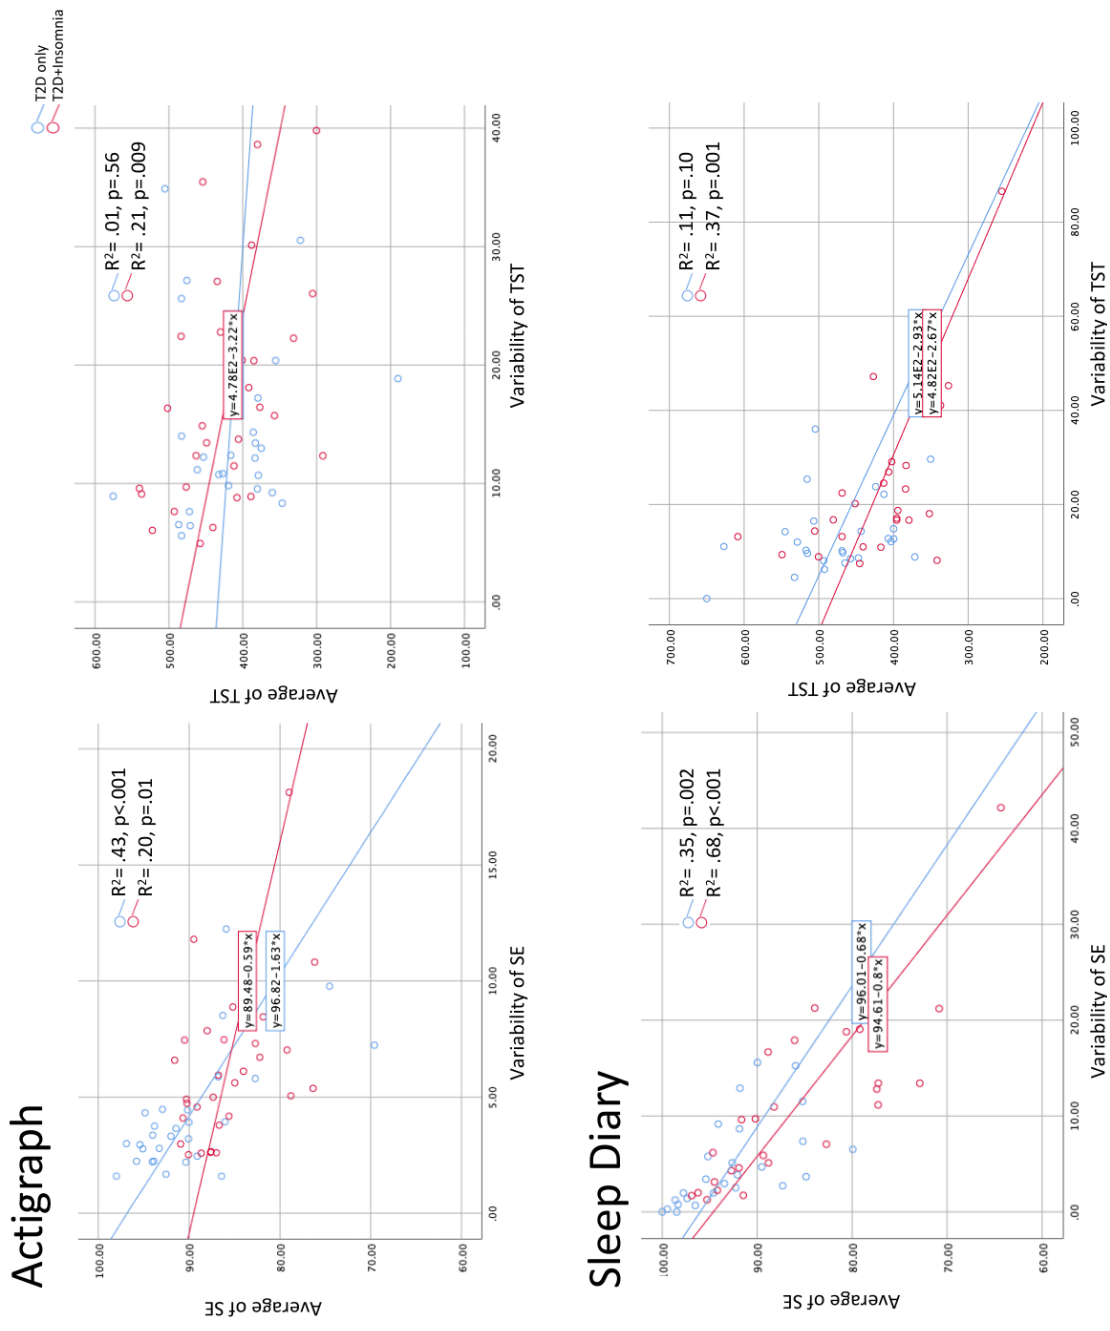 Actigraph
T2D only
T2D+Insomnia
R²= .43, p<.001
R²= .20, p=.01
y=89.48-0.59*x
y=96.82-1.63*x
100.00
90.00
80.00
70.00
60.00
Average of SE
.00
5.00
10.00
15.00
20.00
Variability of SE
R²= .01, p=.56
R²= .21, p=.009
y=4.78E2-3.22*x
600.00
500.00
400.00
300.00
200.00
100.00
Average of TST
.00
10.00
20.00
30.00
40.00
Variability of TST
Sleep Diary
R²= .35, p=.002
R²= .68, p<.001
y=96.01-0.68*x
y=94.61-0.8*x
100.00
90.00
80.00
70.00
60.00
Average of SE
.00
10.00
20.00
30.00
40.00
50.00
Variability of SE
R²= .11, p=.10
R²= .37, p=.001
y=5.14E2-2.93*x
y=4.82E2-2.67*x
700.00
600.00
500.00
400.00
300.00
200.00
Average of TST
.00
20.00
40.00
60.00
80.00
100.00
Variability of TST